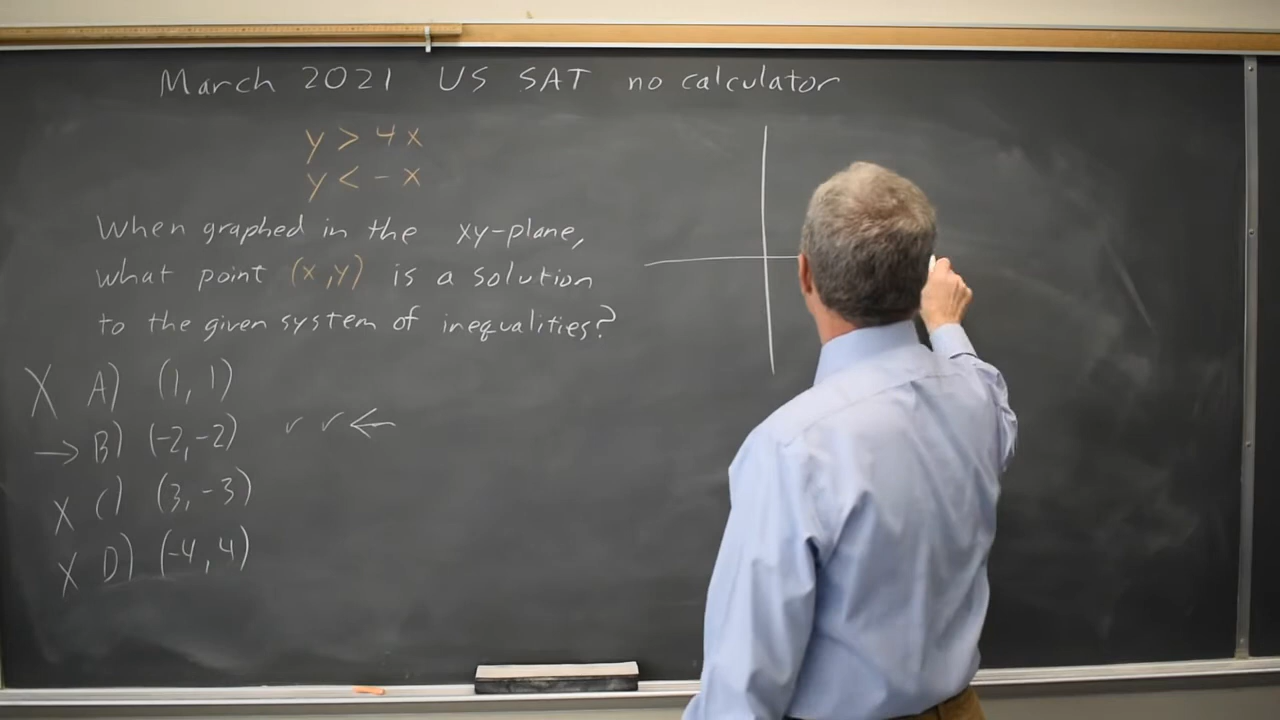 March 2021 US SAT no calculator
y > 4x
y < -x
When graphed in the xy-plane,
what point (x,y) is a solution
to the given system of inequalities?
X A) (1, 1)
→ B) (-2,-2) ✓ ✓ ←
X C) (3, -3)
X D) (-4, 4)